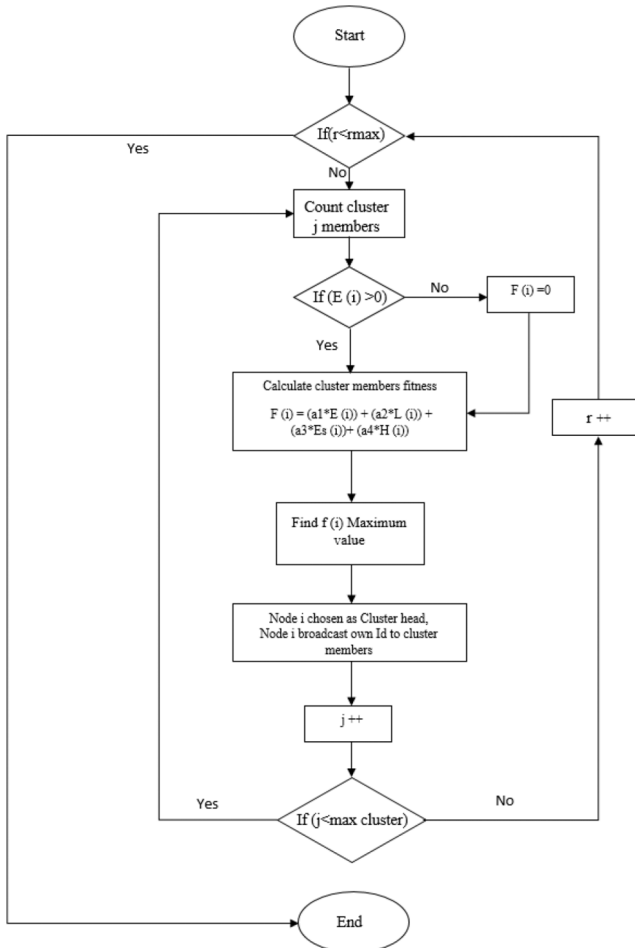 Start
If(r<rmax)
Yes
No
Count cluster
j members
If (E (i) >0)
No
F (i) =0
Yes
Calculate cluster members fitness
F (i) = (a1*E (i)) + (a2*L (i)) +
(a3*Es (i))+ (a4*H (i))
r ++
Find f (i) Maximum
value
Node i chosen as Cluster head,
Node i broadcast own Id to cluster
members
j ++
Yes
If (j<max cluster)
No
End